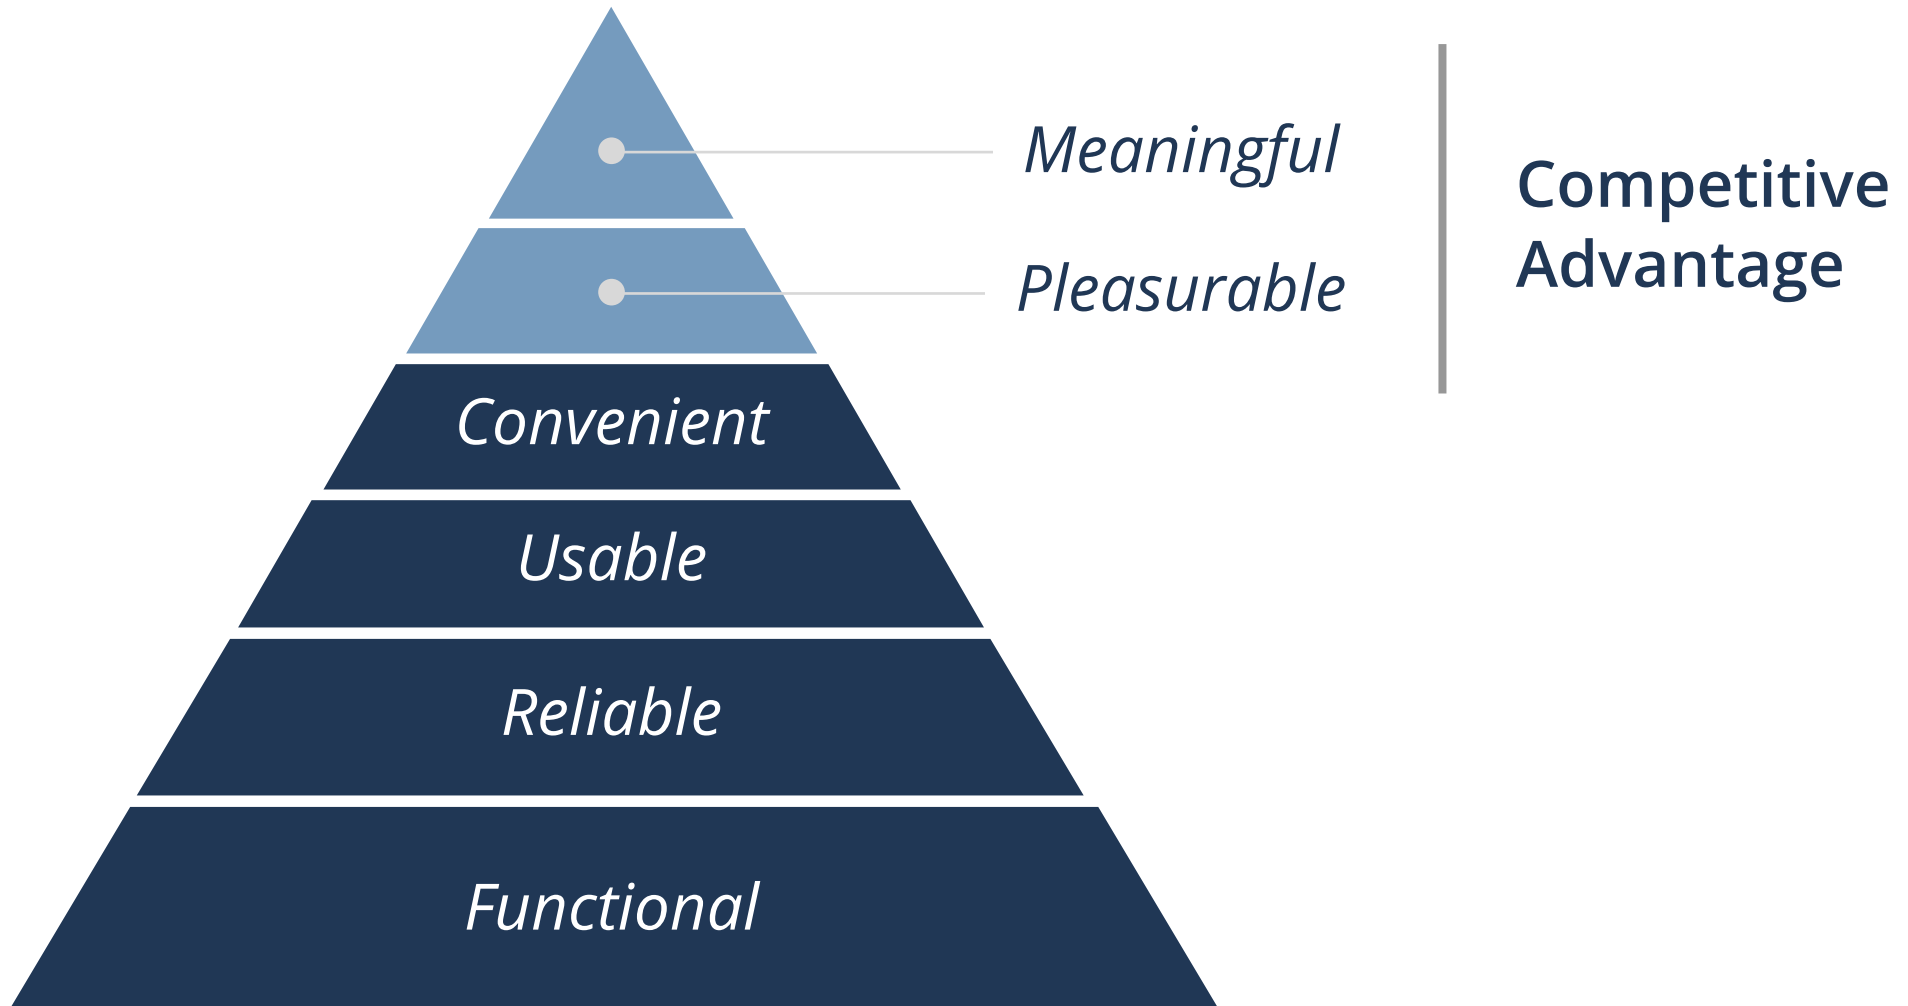 Meaningful
Pleasurable
Competitive
Advantage
Convenient
Usable
Reliable
Functional